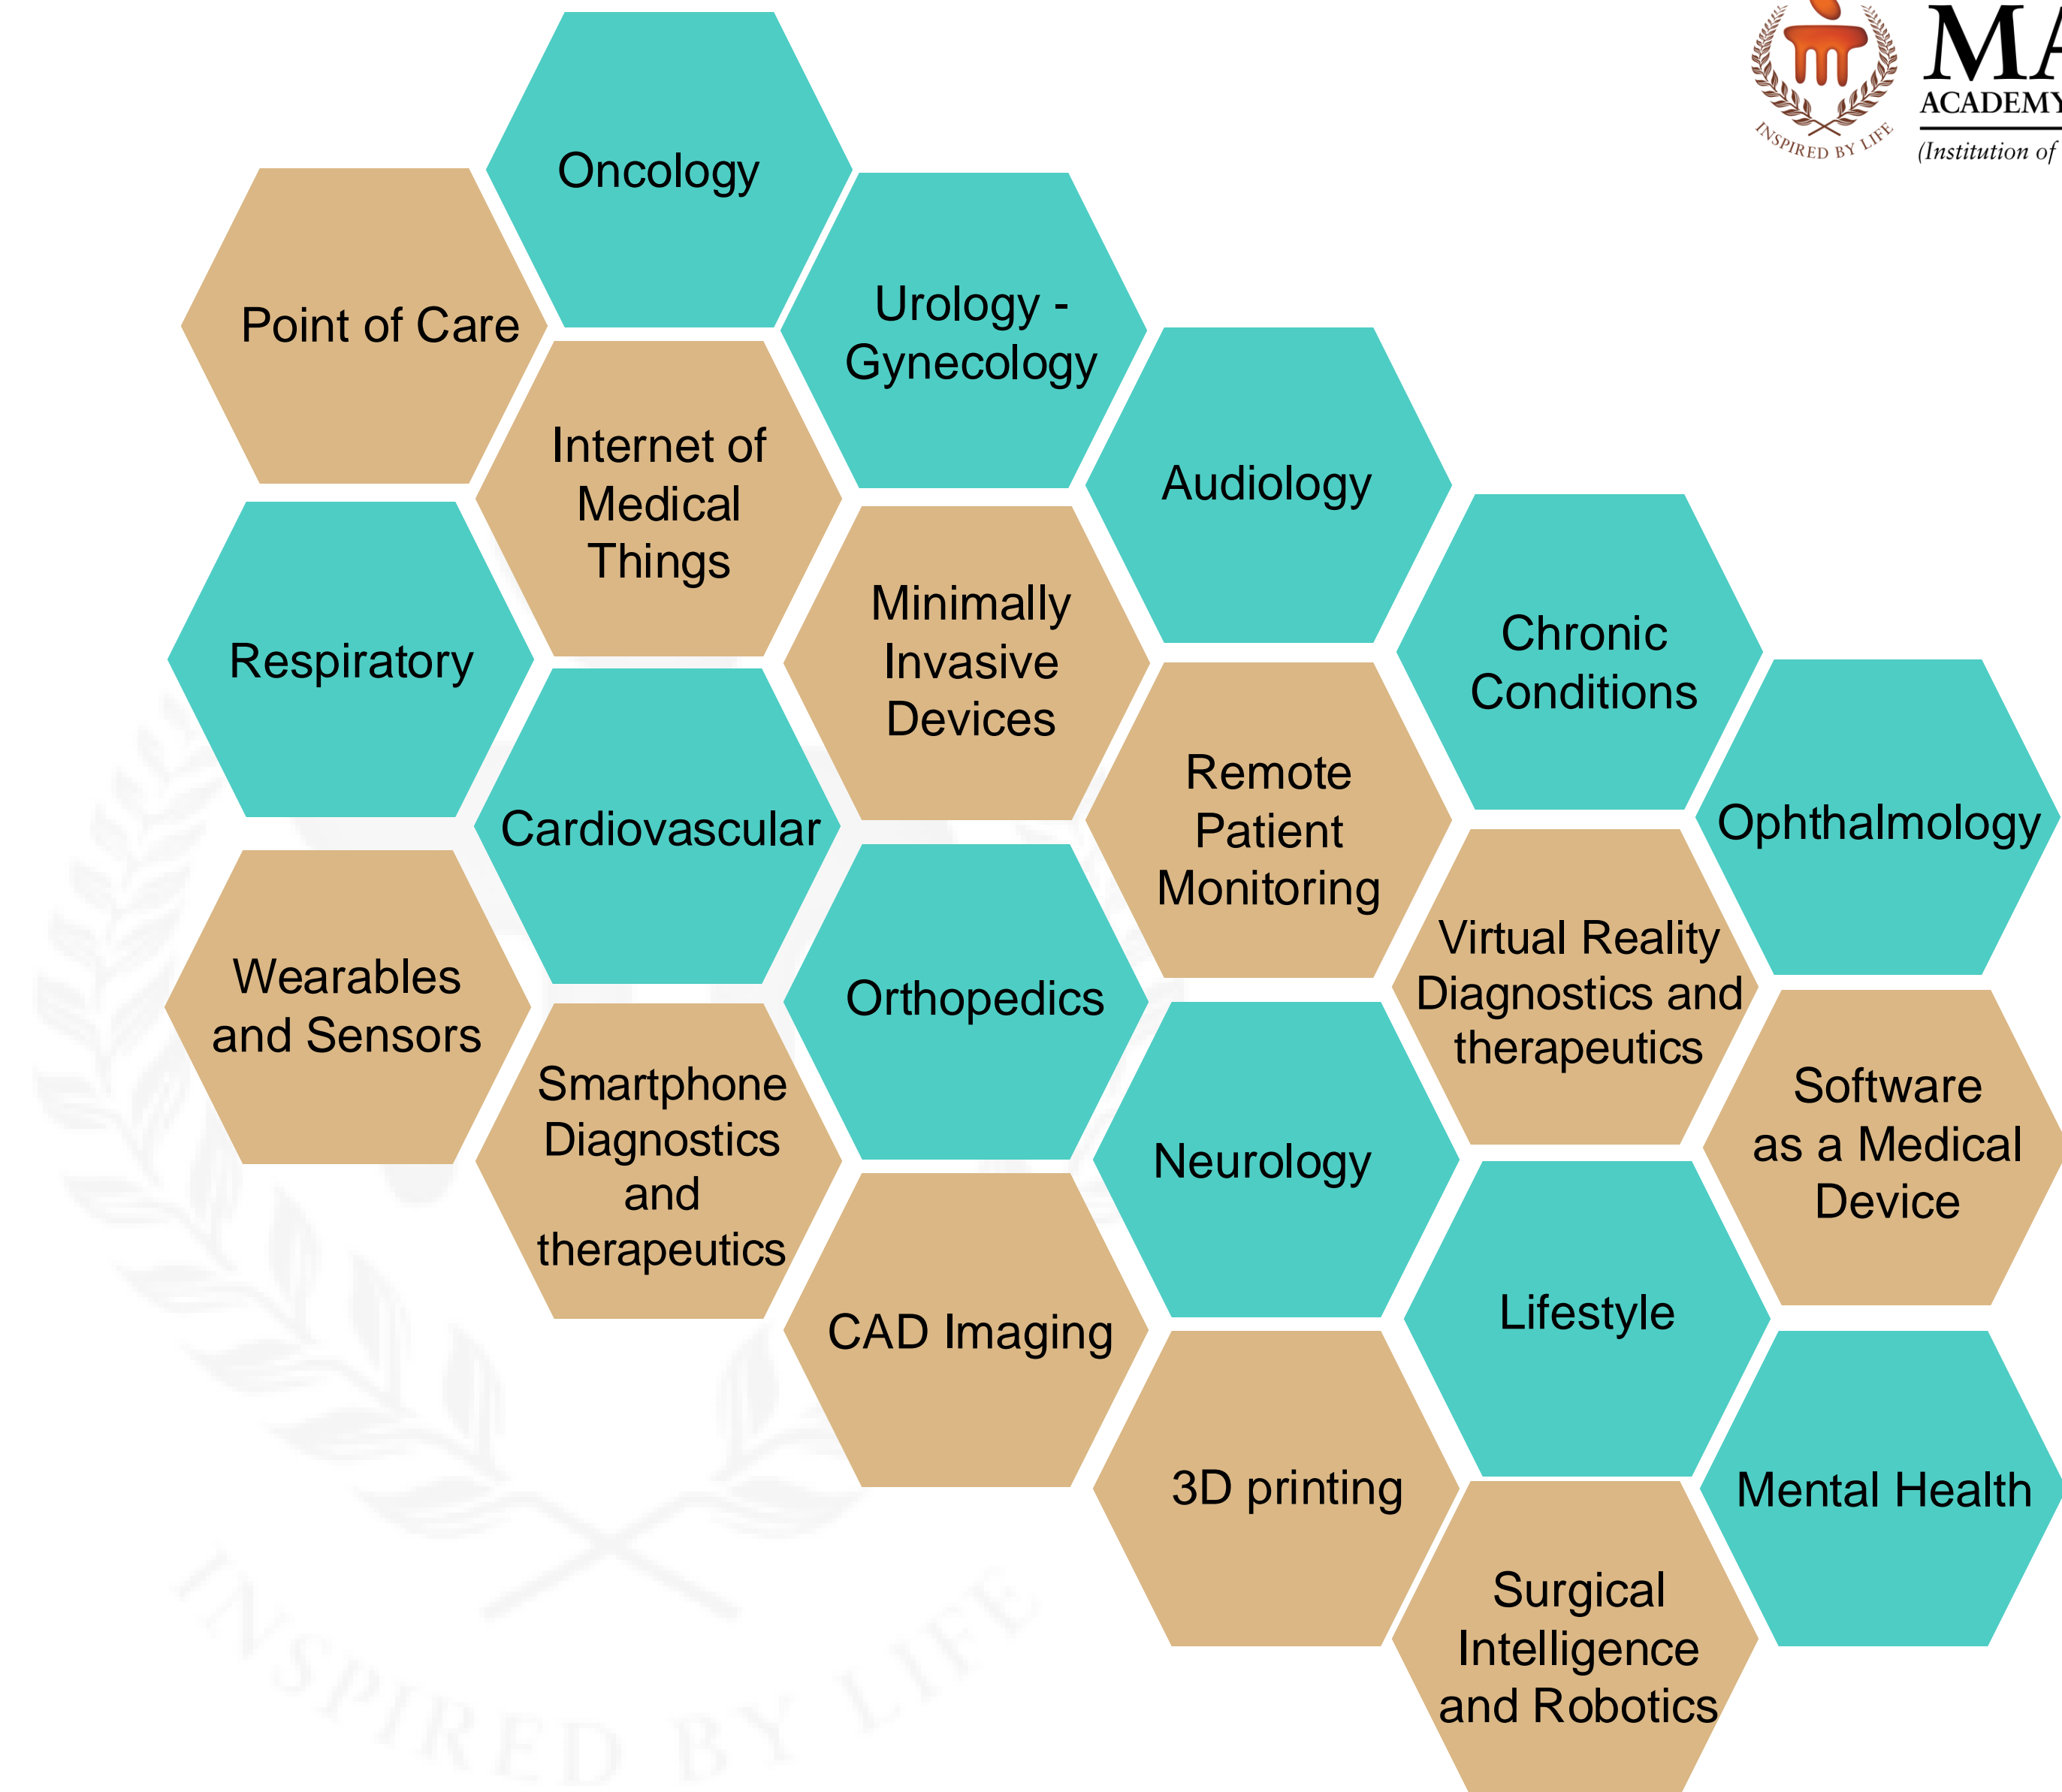 MA
ACADEMY
(Institution of
INSPIRED BY LIFE
Oncology
Point of Care
Urology -
Gynecology
Internet of
Medical
Things
Audiology
Respiratory
Minimally
Invasive
Devices
Chronic
Conditions
Cardiovascular
Remote
Patient
Monitoring
Ophthalmology
Wearables
and Sensors
Orthopedics
Virtual Reality
Diagnostics and
therapeutics
Smartphone
Diagnostics
and
therapeutics
Neurology
Software
as a Medical
Device
CAD Imaging
Lifestyle
3D printing
Mental Health
Surgical
Intelligence
and Robotics
INSPIRED BY LIFE